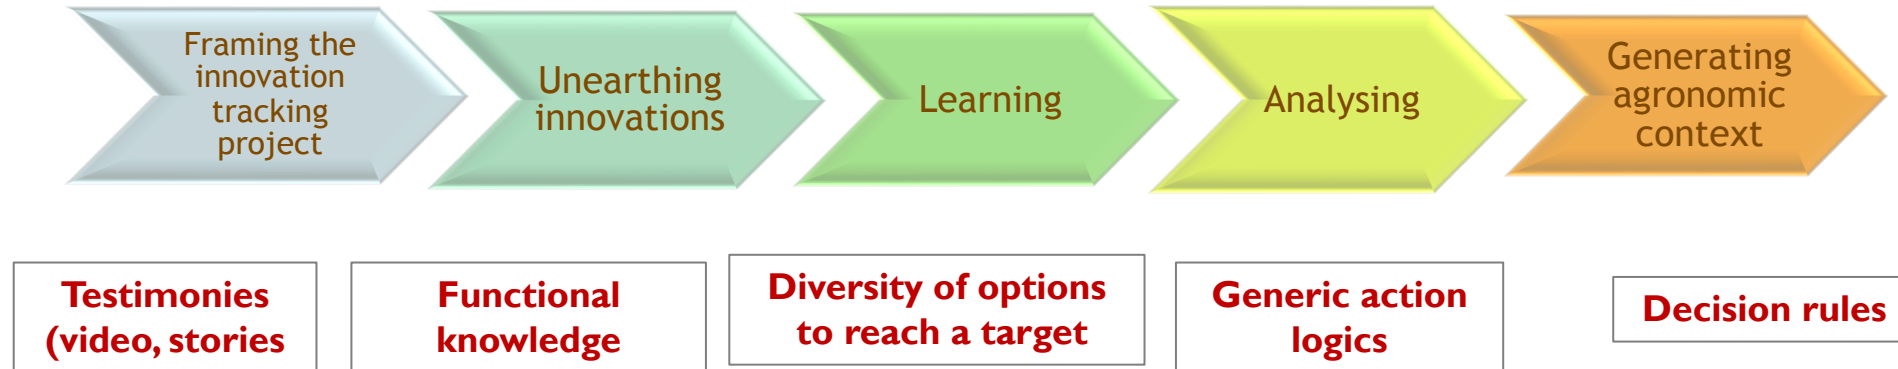 Framing the
innovation
tracking
project
Unearthing
innovations
Learning
Analysing
Generating
agronomic
context
Testimonies
(video, stories
Functional
knowledge
Diversity of options
to reach a target
Generic action
logics
Decision rules